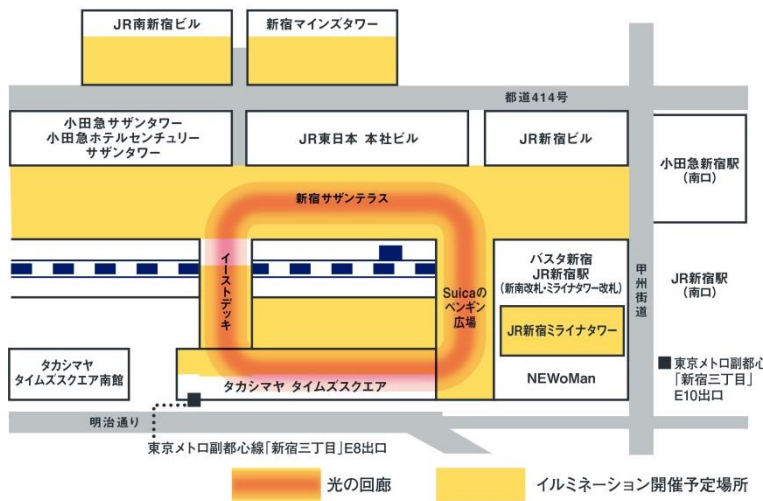 JR南新宿ビル
新宿マインズタワー
都道414号
小田急サザンタワー
小田急ホテルセンチュリー
サザンタワー
JR東日本 本社ビル
JR新宿ビル
小田急新宿駅
(南口)
新宿サザンテラス
イーストデッキ
Suicaの
ペンギン
広場
バスタ新宿
JR新宿駅
(新南改札・ミライナタワー改札)
甲州街道
JR新宿駅
(南口)
JR新宿ミライナタワー
タカシマヤ
タイムズスクエア南館
タカシマヤ タイムズスクエア
NEWoMan
東京メトロ副都心
「新宿三丁目」
E10出口
明治通り
東京メトロ副都心線「新宿三丁目」E8出口
光の回廊
イルミネーション開催予定場所